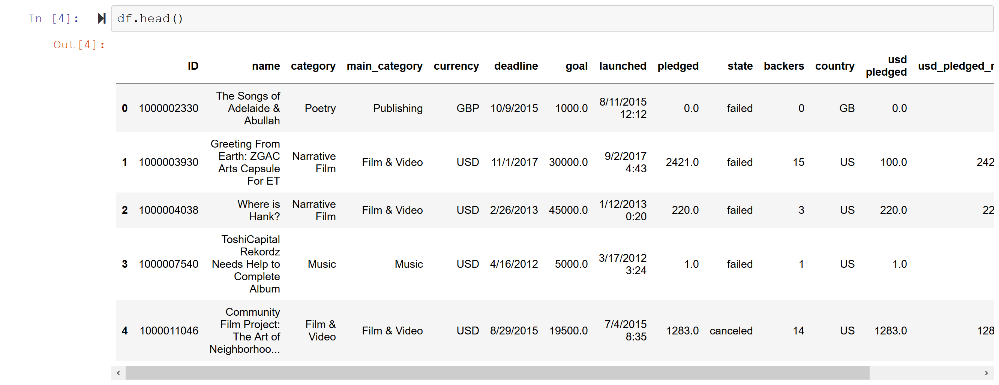 In [4]:
df.head()
Out[4]:
ID name category main_category currency deadline goal launched pledged state backers country usd pledged usd_pledged_r
0 1000002330 The Songs of Adelaide & Abullah Poetry Publishing GBP 10/9/2015 1000.0 8/11/2015 12:12 0.0 failed 0 GB 0.0
1 1000003930 Greeting From Earth: ZGAC Arts Capsule For ET Narrative Film Film & Video USD 11/1/2017 30000.0 9/2/2017 4:43 2421.0 failed 15 US 100.0 242
2 1000004038 Where is Hank? Narrative Film Film & Video USD 2/26/2013 45000.0 1/12/2013 0:20 220.0 failed 3 US 220.0 22
3 1000007540 ToshiCapital Rekordz Needs Help to Complete Album Music Music USD 4/16/2012 5000.0 3/17/2012 3:24 1.0 failed 1 US 1.0
4 1000011046 Community Film Project: The Art of Neighborhoo... Film & Video Film & Video USD 8/29/2015 19500.0 7/4/2015 8:35 1283.0 canceled 14 US 1283.0 128